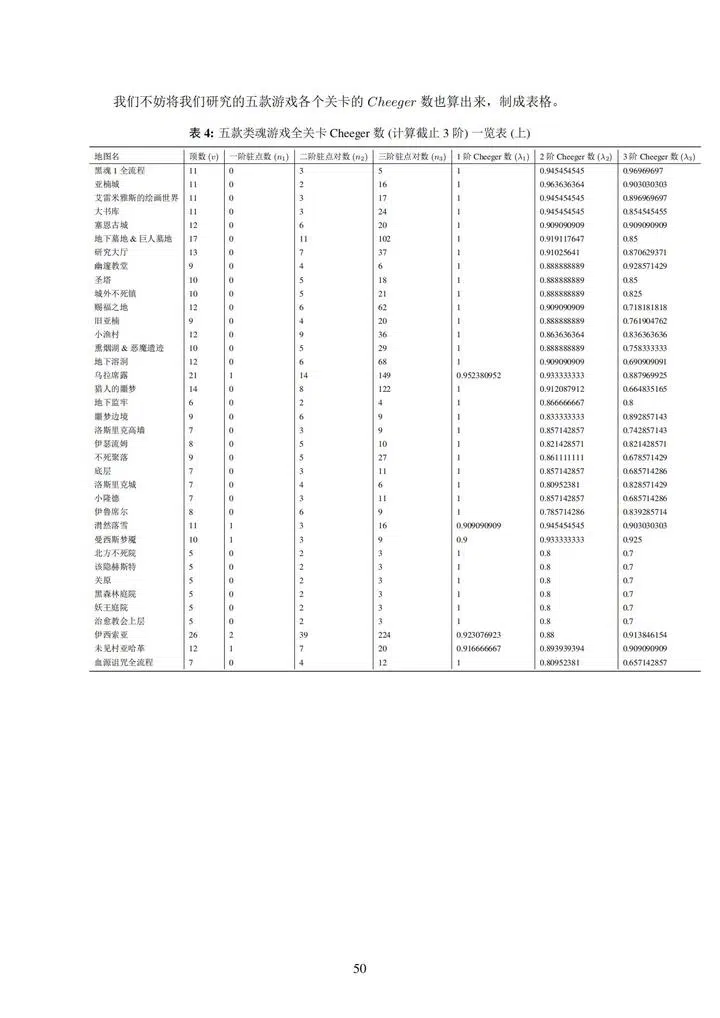 我们不妨将我们研究的五款游戏各个关卡的 Cheeger 数也算出来，制成表格。
表 4: 五款类魂游戏全关卡 Cheeger 数 (计算截止 3 阶) 一览表 (上)
地图名 顶数 (v) 一阶驻点数 (n₁) 二阶驻点对数 (n₂) 三阶驻点对数 (n₃) 1 阶 Cheeger 数 (λ₁) 2 阶 Cheeger 数 (λ₂) 3 阶 Cheeger 数 (λ₃)
黑魂 1 全流程 11 0 3 5 1 0.945454545 0.96969697
亚楠城 11 0 2 16 1 0.963636364 0.903030303
艾雷米雅斯的绘画世界 11 0 3 17 1 0.945454545 0.896969697
大书库 11 0 3 24 1 0.945454545 0.854545455
塞恩古城 12 0 6 20 1 0.909090909 0.909090909
地下墓地 & 巨人墓地 17 0 11 102 1 0.919117647 0.85
研究大厅 13 0 7 37 1 0.91025641 0.870629371
幽邃教堂 9 0 4 6 1 0.888888889 0.928571429
圣塔 10 0 5 18 1 0.888888889 0.85
城外不死镇 10 0 5 21 1 0.888888889 0.825
赐福之地 12 0 6 62 1 0.909090909 0.718181818
旧亚楠 9 0 4 20 1 0.888888889 0.761904762
小渔村 12 0 9 36 1 0.863636364 0.836363636
熏烟湖 & 恶魔遗迹 10 0 5 29 1 0.888888889 0.758333333
地下溶洞 12 0 6 68 1 0.909090909 0.690909091
乌拉席露 21 1 14 149 0.952380952 0.933333333 0.887969925
猎人的噩梦 14 0 8 122 1 0.912087912 0.664835165
地下监牢 6 0 2 4 1 0.866666667 0.8
噩梦边境 9 0 6 9 1 0.833333333 0.892857143
洛斯里克高墙 7 0 3 9 1 0.857142857 0.742857143
伊瑟流姆 8 0 5 10 1 0.821428571 0.821428571
不死聚落 9 0 5 27 1 0.861111111 0.678571429
底层 7 0 3 11 1 0.857142857 0.685714286
洛斯里克城 7 0 4 6 1 0.80952381 0.828571429
小隆德 7 0 3 11 1 0.857142857 0.685714286
伊鲁席尔 8 0 6 9 1 0.785714286 0.839285714
潸然落雪 11 1 3 16 0.909090909 0.945454545 0.903030303
曼西斯梦魇 10 1 3 9 0.9 0.933333333 0.925
北方不死院 5 0 2 3 1 0.8 0.7
该隐赫斯特 5 0 2 3 1 0.8 0.7
关原 5 0 2 3 1 0.8 0.7
黑森林庭院 5 0 2 3 1 0.8 0.7
妖王庭院 5 0 2 3 1 0.8 0.7
治愈教会上层 5 0 2 3 1 0.8 0.7
伊西索亚 26 2 39 224 0.923076923 0.88 0.913846154
未见村亚哈革 12 1 7 20 0.916666667 0.893939394 0.909090909
血源诅咒全流程 7 0 4 12 1 0.80952381 0.657142857
50